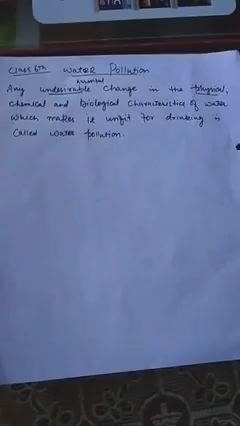 Class 6th Water Pollution
Any undesirable change in the physical,
chemical and Biological Characteristics of water
which makes it unfit for drinking is
Called water pollution.